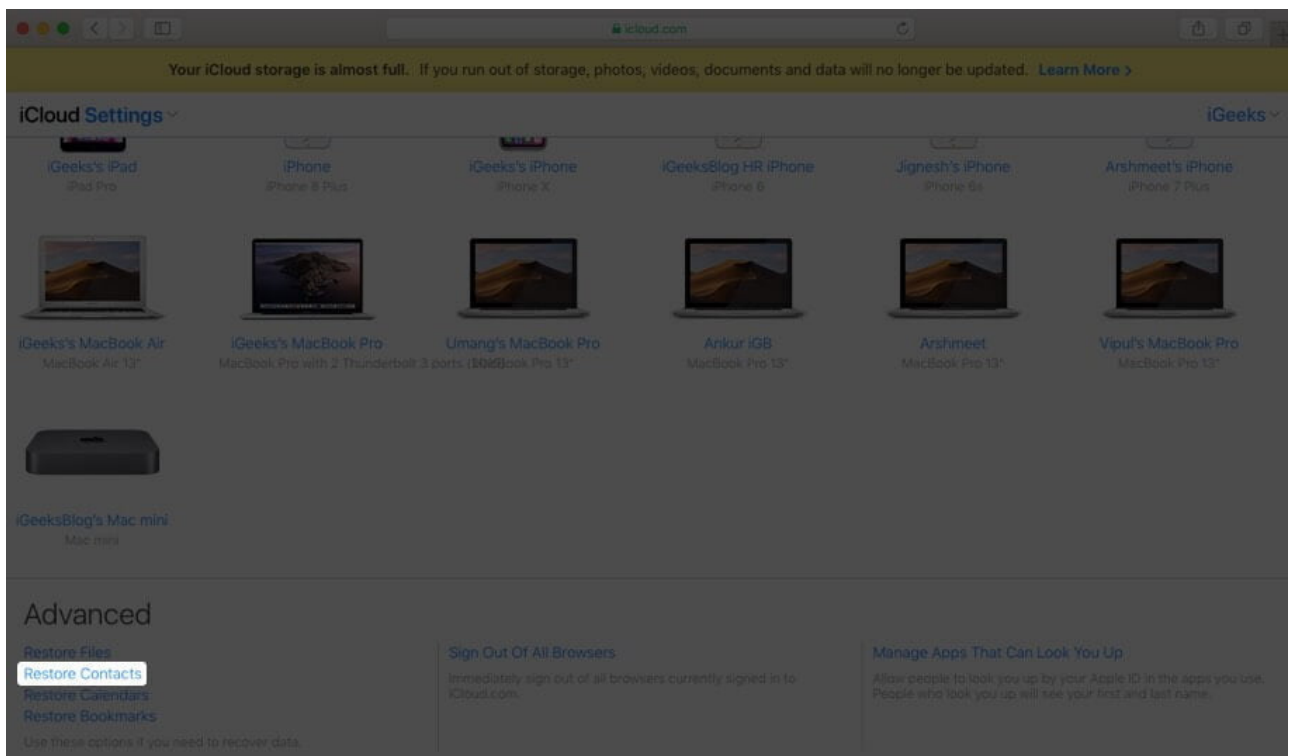 icloud.com
Your iCloud storage is almost full. If you run out of storage, photos, videos, documents and data will no longer be updated. Learn More >
iCloud Settings
iGeeks
iGeeks's iPad
iPad Pro
iPhone
iPhone 8 Plus
iGeeks's iPhone
iPhone X
iGeeksBlog HR iPhone
iPhone 6
Jignesh's iPhone
iPhone 6s
Arshmeet's iPhone
iPhone 7 Plus
iGeeks's MacBook Air
MacBook Air 13"
iGeeks's MacBook Pro
MacBook Pro with 2 Thunderbolt 3 ports
Umang's MacBook Pro
MacBook Pro 13"
Ankur iGB
MacBook Pro 13"
Arshmeet
MacBook Pro 13"
Vipul's MacBook Pro
MacBook Pro 13"
iGeeksBlog's Mac mini
Mac mini
Advanced
Restore Files
Restore Contacts
Restore Calendars
Restore Bookmarks
Use these options if you need to recover data.
Sign Out Of All Browsers
Immediately sign out of all browsers currently signed in to
iCloud.com.
Manage Apps That Can Look You Up
Allow people to look you up by your Apple ID in the apps you use.
People who look you up will see your first and last name.